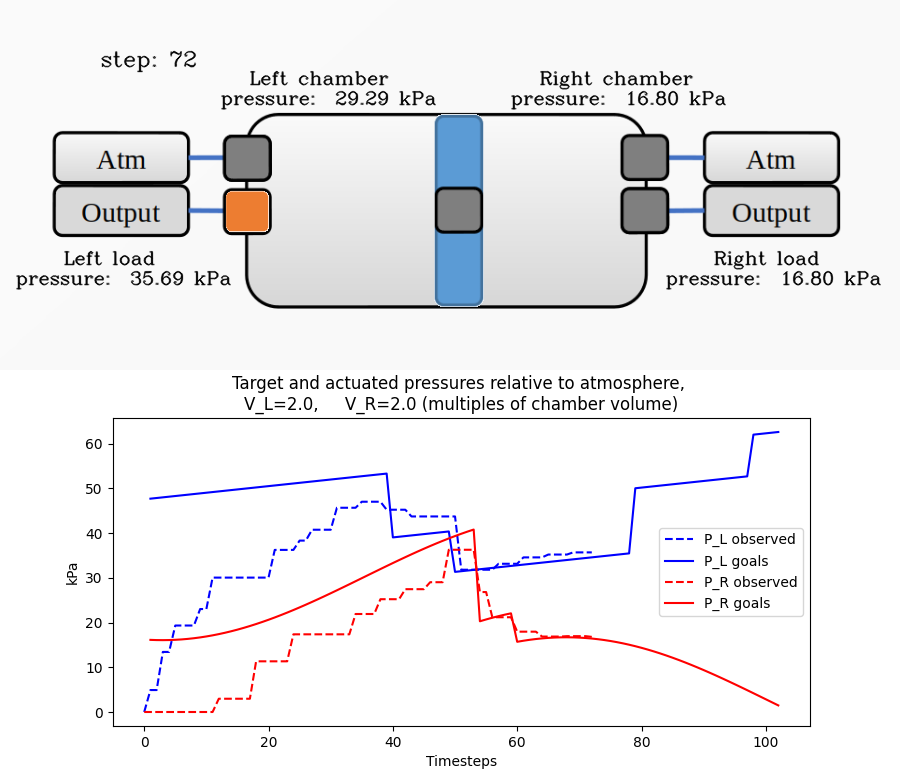 step: 72
Left chamber
pressure: 29.29 kPa
Right chamber
pressure: 16.80 kPa
Atm
Output
Atm
Output
Left load
pressure: 35.69 kPa
Right load
pressure: 16.80 kPa
Target and actuated pressures relative to atmosphere,
V_L=2.0, V_R=2.0 (multiples of chamber volume)
kPa
60
50
40
30
20
10
0
P_L observed
P_L goals
P_R observed
P_R goals
0 20 40 60 80 100
Timesteps